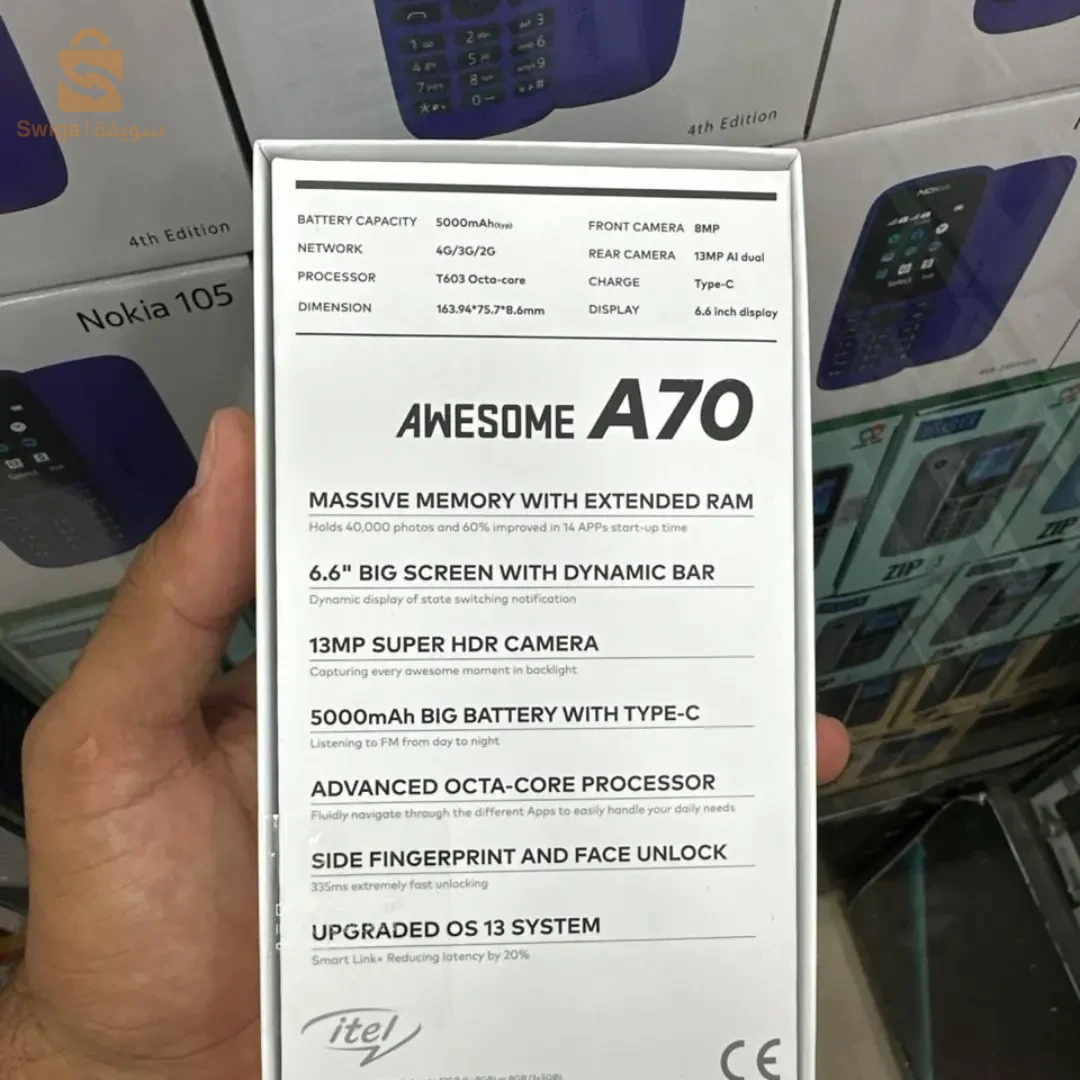 Swiqa | سويقة
4th Edition
4th Edition
Nokia 105
NOKIA
BATTERY CAPACITY 5000mAh(typ)
NETWORK 4G/3G/2G
PROCESSOR T603 Octa-core
DIMENSION 163.94*75.7*8.6mm
FRONT CAMERA 8MP
REAR CAMERA 13MP AI dual
CHARGE Type-C
DISPLAY 6.6 inch display
AWESOME A70
MASSIVE MEMORY WITH EXTENDED RAM
Holds 40,000 photos and 60% improved in 14 APPs start-up time
6.6" BIG SCREEN WITH DYNAMIC BAR
Dynamic display of state switching notification
13MP SUPER HDR CAMERA
Capturing every awesome moment in backlight
5000mAh BIG BATTERY WITH TYPE-C
Listening to FM from day to night
ADVANCED OCTA-CORE PROCESSOR
Fluidly navigate through the different Apps to easily handle your daily needs
SIDE FINGERPRINT AND FACE UNLOCK
335ms extremely fast unlocking
UPGRADED OS 13 SYSTEM
Smart Link+ Reducing latency by 20%
itel
CE
ZIP
ZIP